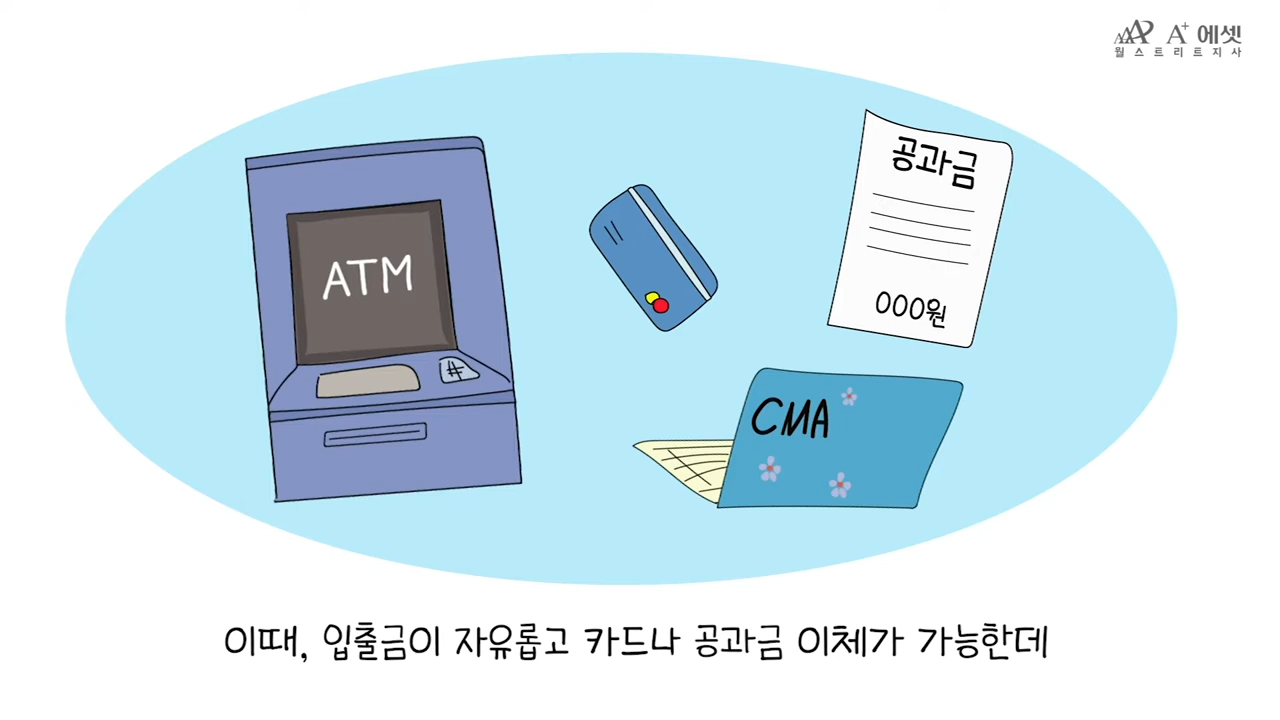 A+에셋
월스트리트지사
ATM
공과금
000원
CMA
이때, 입출금이 자유롭고 카드나 공과금 이체가 가능한데